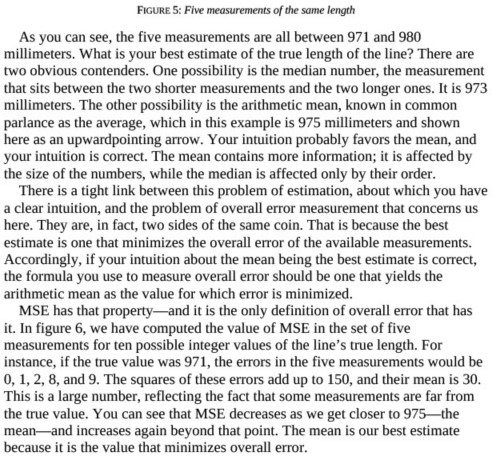 FIGURE 5: Five measurements of the same length
As you can see, the five measurements are all between 971 and 980
millimeters. What is your best estimate of the true length of the line? There are
two obvious contenders. One possibility is the median number, the measurement
that sits between the two shorter measurements and the two longer ones. It is 973
millimeters. The other possibility is the arithmetic mean, known in common
parlance as the average, which in this example is 975 millimeters and shown
here as an upwardpointing arrow. Your intuition probably favors the mean, and
your intuition is correct. The mean contains more information; it is affected by
the size of the numbers, while the median is affected only by their order.
There is a tight link between this problem of estimation, about which you have
a clear intuition, and the problem of overall error measurement that concerns us
here. They are, in fact, two sides of the same coin. That is because the best
estimate is one that minimizes the overall error of the available measurements.
Accordingly, if your intuition about the mean being the best estimate is correct,
the formula you use to measure overall error should be one that yields the
arithmetic mean as the value for which error is minimized.
MSE has that property—and it is the only definition of overall error that has
it. In figure 6, we have computed the value of MSE in the set of five
measurements for ten possible integer values of the line's true length. For
instance, if the true value was 971, the errors in the five measurements would be
0, 1, 2, 8, and 9. The squares of these errors add up to 150, and their mean is 30.
This is a large number, reflecting the fact that some measurements are far from
the true value. You can see that MSE decreases as we get closer to 975—the
mean—and increases again beyond that point. The mean is our best estimate
because it is the value that minimizes overall error.